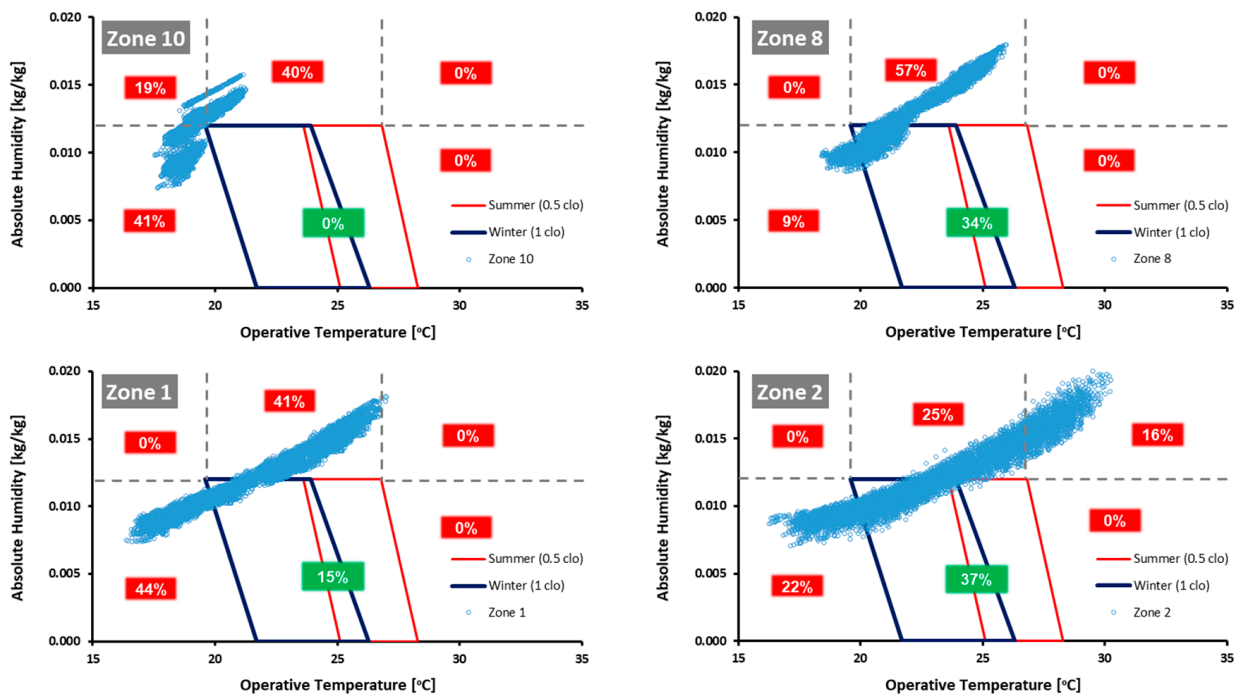 0.020
0.015
0.010
0.005
0.000
Absolute Humidity [kg/kg]
Zone 10
19%
40%
0%
0%
41%
0%
Summer (0.5 clo)
Winter (1 clo)
Zone 10
15
20
25
30
35
Operative Temperature [°C]
0.020
0.015
0.010
0.005
0.000
Absolute Humidity [kg/kg]
Zone 8
0%
57%
0%
0%
9%
34%
Summer (0.5 clo)
Winter (1 clo)
Zone 8
15
20
25
30
35
Operative Temperature [°C]
0.020
0.015
0.010
0.005
0.000
Absolute Humidity [kg/kg]
Zone 1
0%
41%
0%
0%
44%
15%
Summer (0.5 clo)
Winter (1 clo)
Zone 1
15
20
25
30
35
Operative Temperature [°C]
0.020
0.015
0.010
0.005
0.000
Absolute Humidity [kg/kg]
Zone 2
0%
25%
16%
0%
22%
37%
Summer (0.5 clo)
Winter (1 clo)
Zone 2
15
20
25
30
35
Operative Temperature [°C]